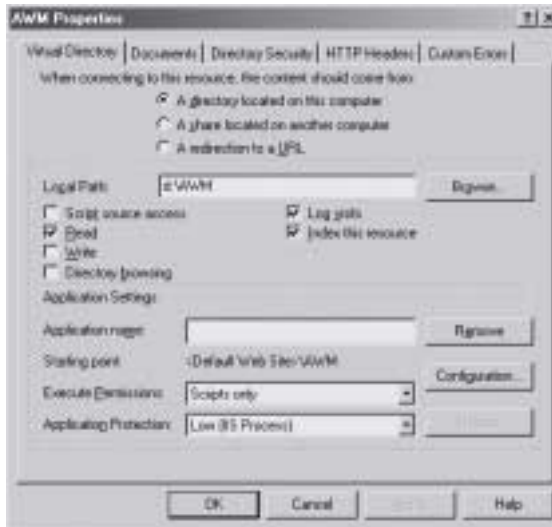 AWM Properties
Virtual Directory Documents Directory Security HTTP Headers Custom Errors
When connecting to this resource, the content should come from:
A directory located on this computer
A share located on another computer
A redirection to a URL
Local Path: Browse...
Script source access Log visits
Read Index this resource
Write
Directory browsing
Application Settings
Application name: Remove
Starting point: <Default Web Site>\AWM
Configuration...
Execute Permissions: Scripts only
Application Protection: Low (IIS Process)
OK Cancel Help